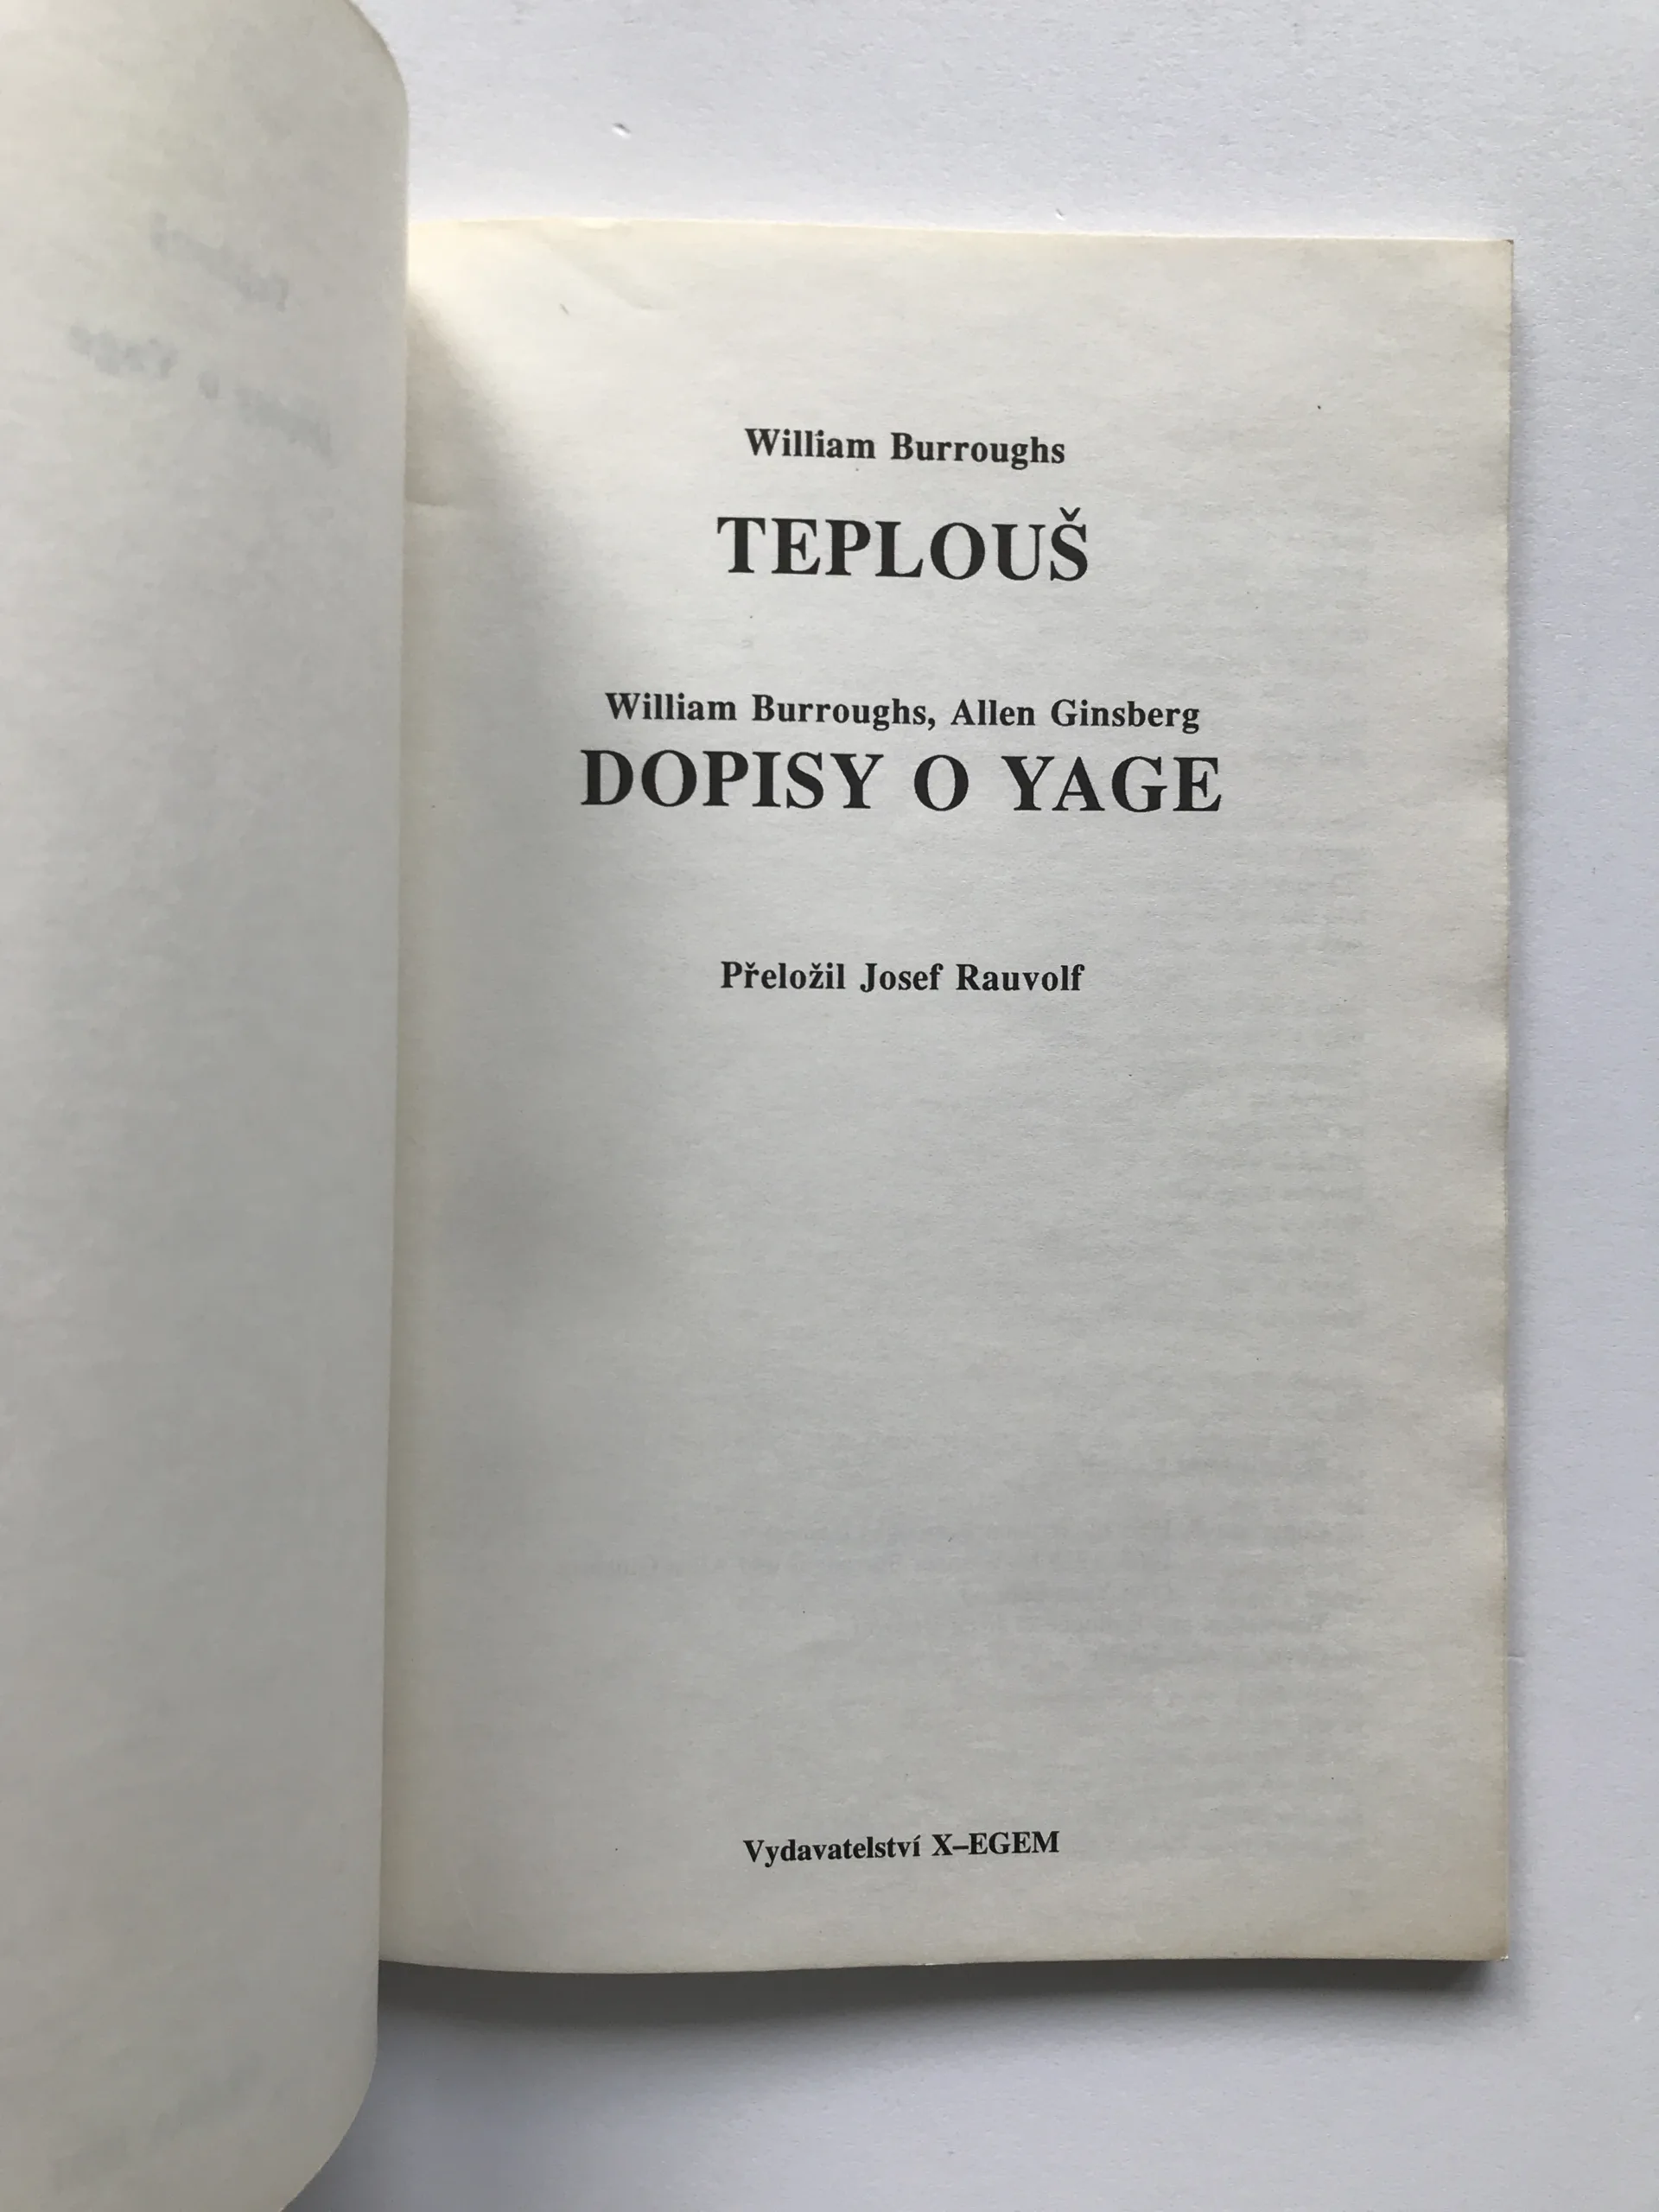 William Burroughs
TEPLOUŠ
William Burroughs, Allen Ginsberg
DOPISY O YAGE
Přeložil Josef Rauvolf
Vydavatelství X–EGEM